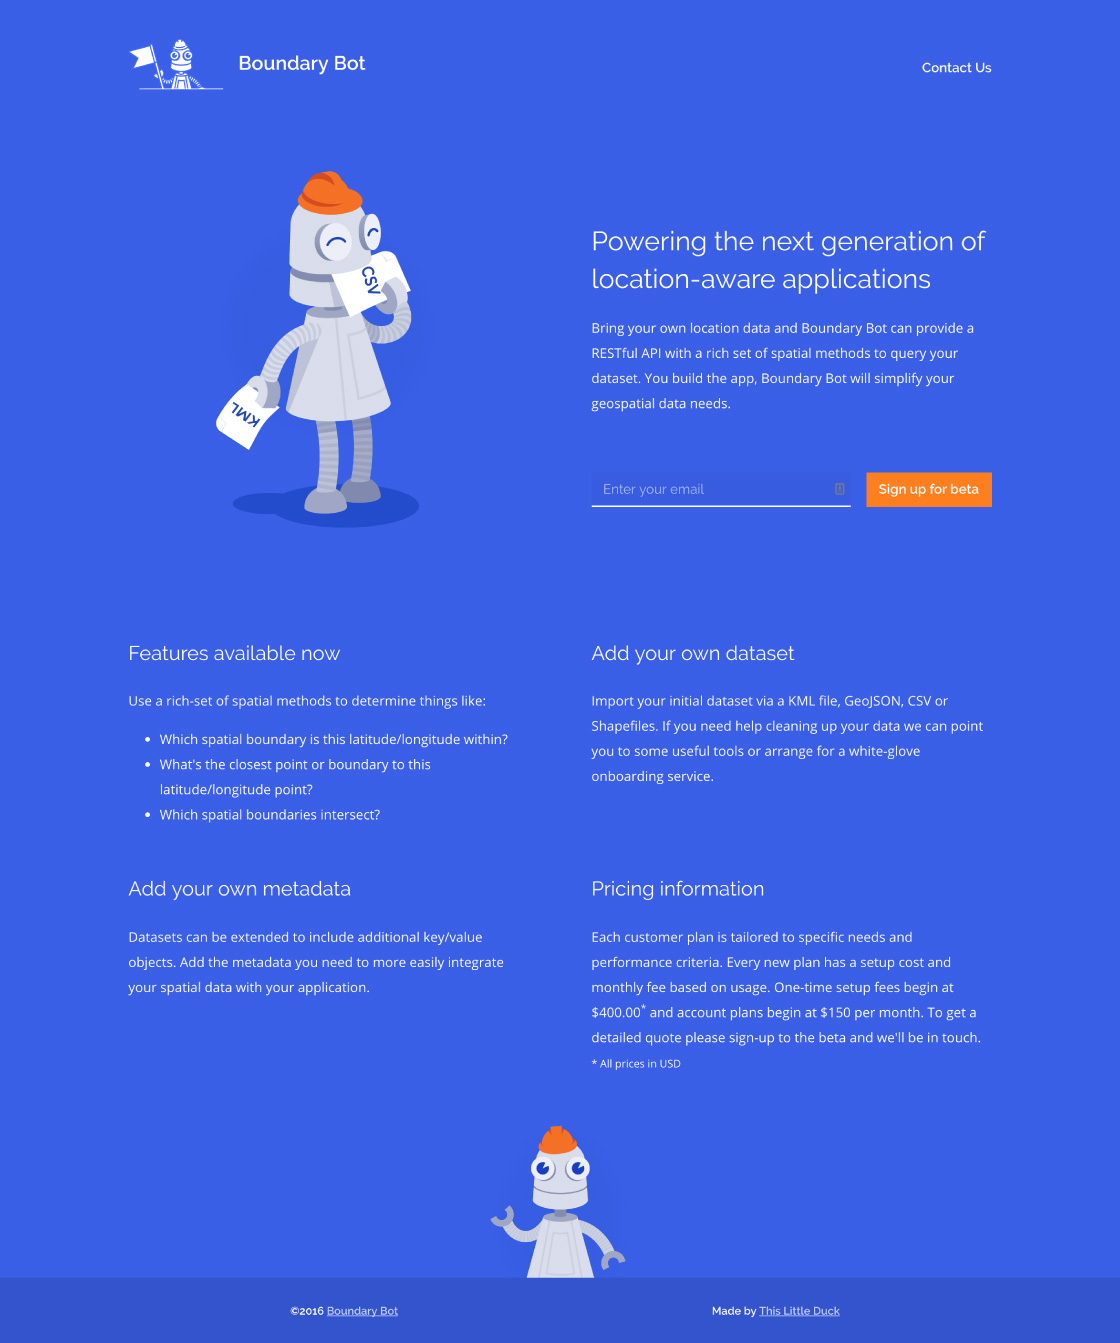 Boundary Bot
Contact Us
CSV
KML
Powering the next generation of
location-aware applications
Bring your own location data and Boundary Bot can provide a
RESTful API with a rich set of spatial methods to query your
dataset. You build the app, Boundary Bot will simplify your
geospatial data needs.
Enter your email
Sign up for beta
Features available now
Use a rich-set of spatial methods to determine things like:
• Which spatial boundary is this latitude/longitude within?
• What's the closest point or boundary to this
latitude/longitude point?
• Which spatial boundaries intersect?
Add your own dataset
Import your initial dataset via a KML file, GeoJSON, CSV or
Shapefiles. If you need help cleaning up your data we can point
you to some useful tools or arrange for a white-glove
onboarding service.
Add your own metadata
Datasets can be extended to include additional key/value
objects. Add the metadata you need to more easily integrate
your spatial data with your application.
Pricing information
Each customer plan is tailored to specific needs and
performance criteria. Every new plan has a setup cost and
monthly fee based on usage. One-time setup fees begin at
$400.00* and account plans begin at $150 per month. To get a
detailed quote please sign-up to the beta and we'll be in touch.
* All prices in USD
©2016 Boundary Bot
Made by This Little Duck